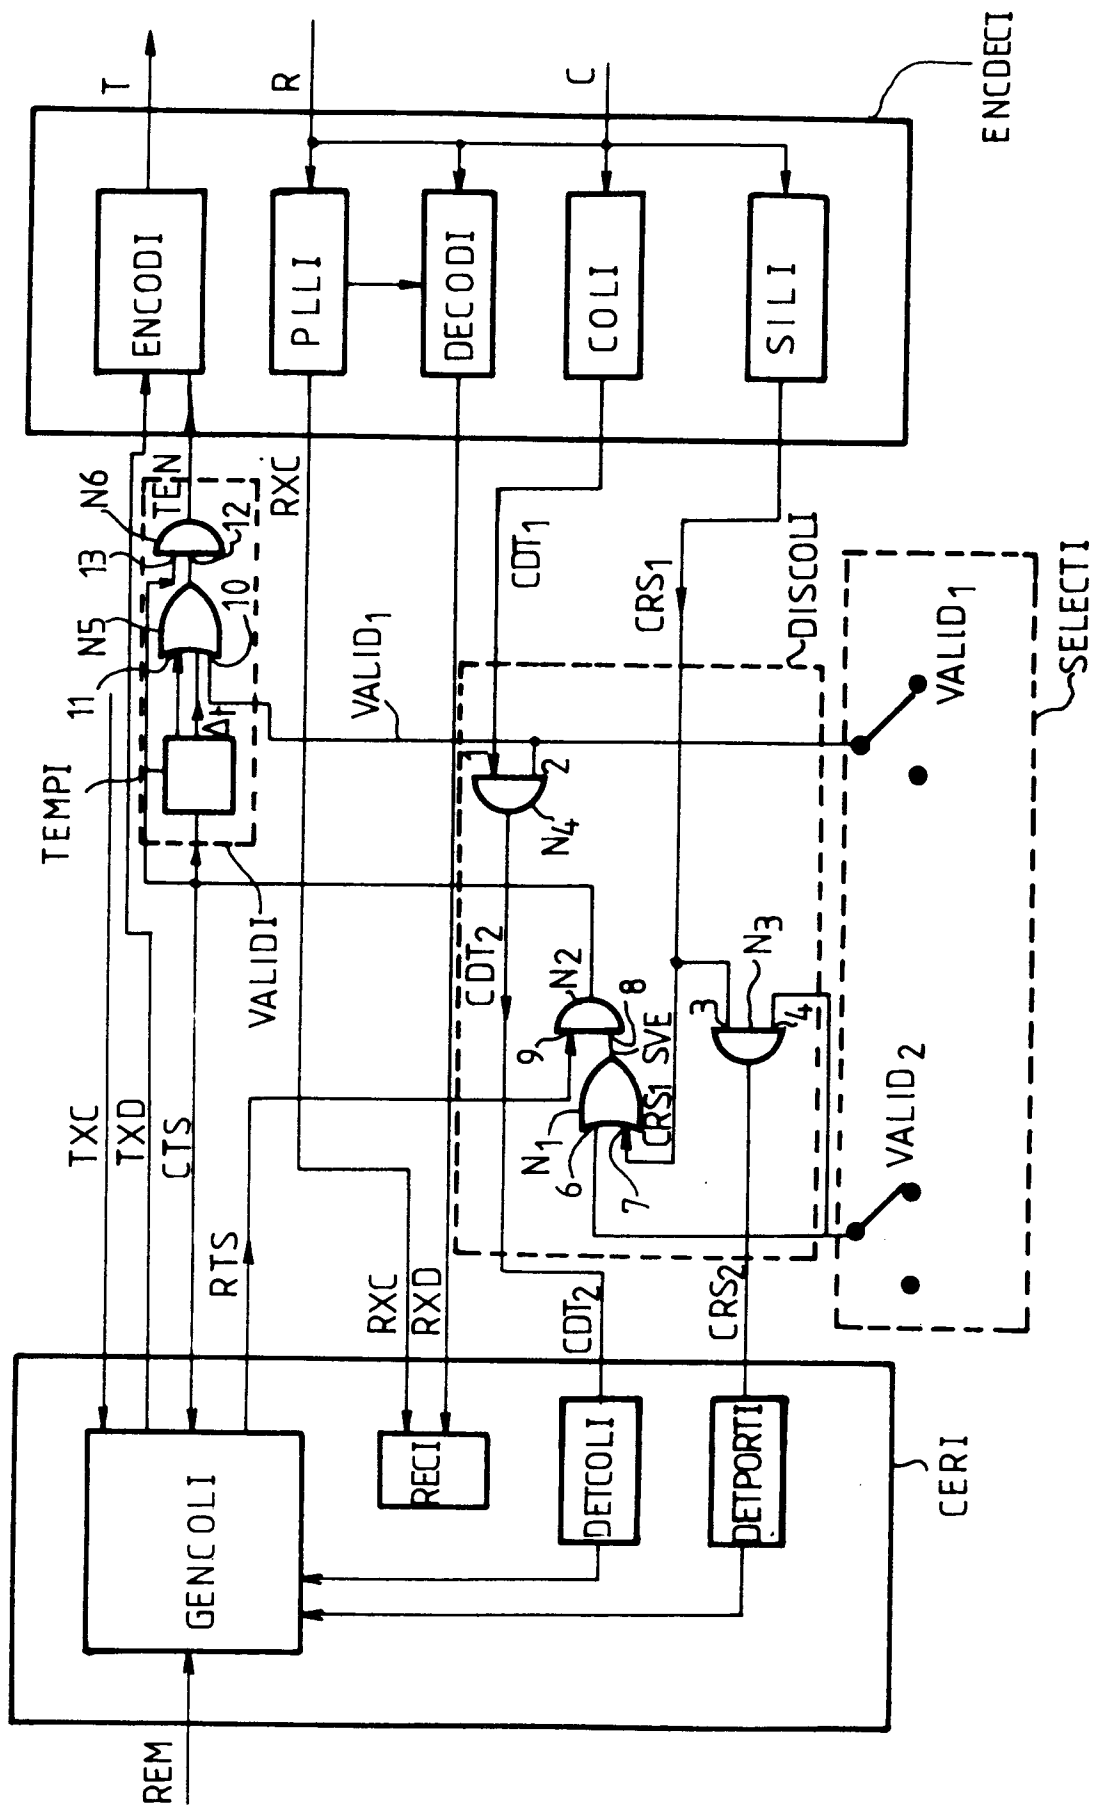 REM
GENCOLI
RECI
DETCOLI
DETPORTI
CERI
TXC
TXD
CTS
RTS
RXC
RXD
CDT2
CRS2
TEMPI
VALIDI
Δt
11
10
N5
13
12
N6
TEN
RXC
VALID1
CDT2
CDT1
1
2
N4
N2
9
8
SVE
N1
6
7
CRS1
CRS1
3
4
N3
DISCOLI
VALID2
VALID1
SELECTI
ENCODI
PLLI
DECODI
COLI
SILI
T
R
C
ENCDECI